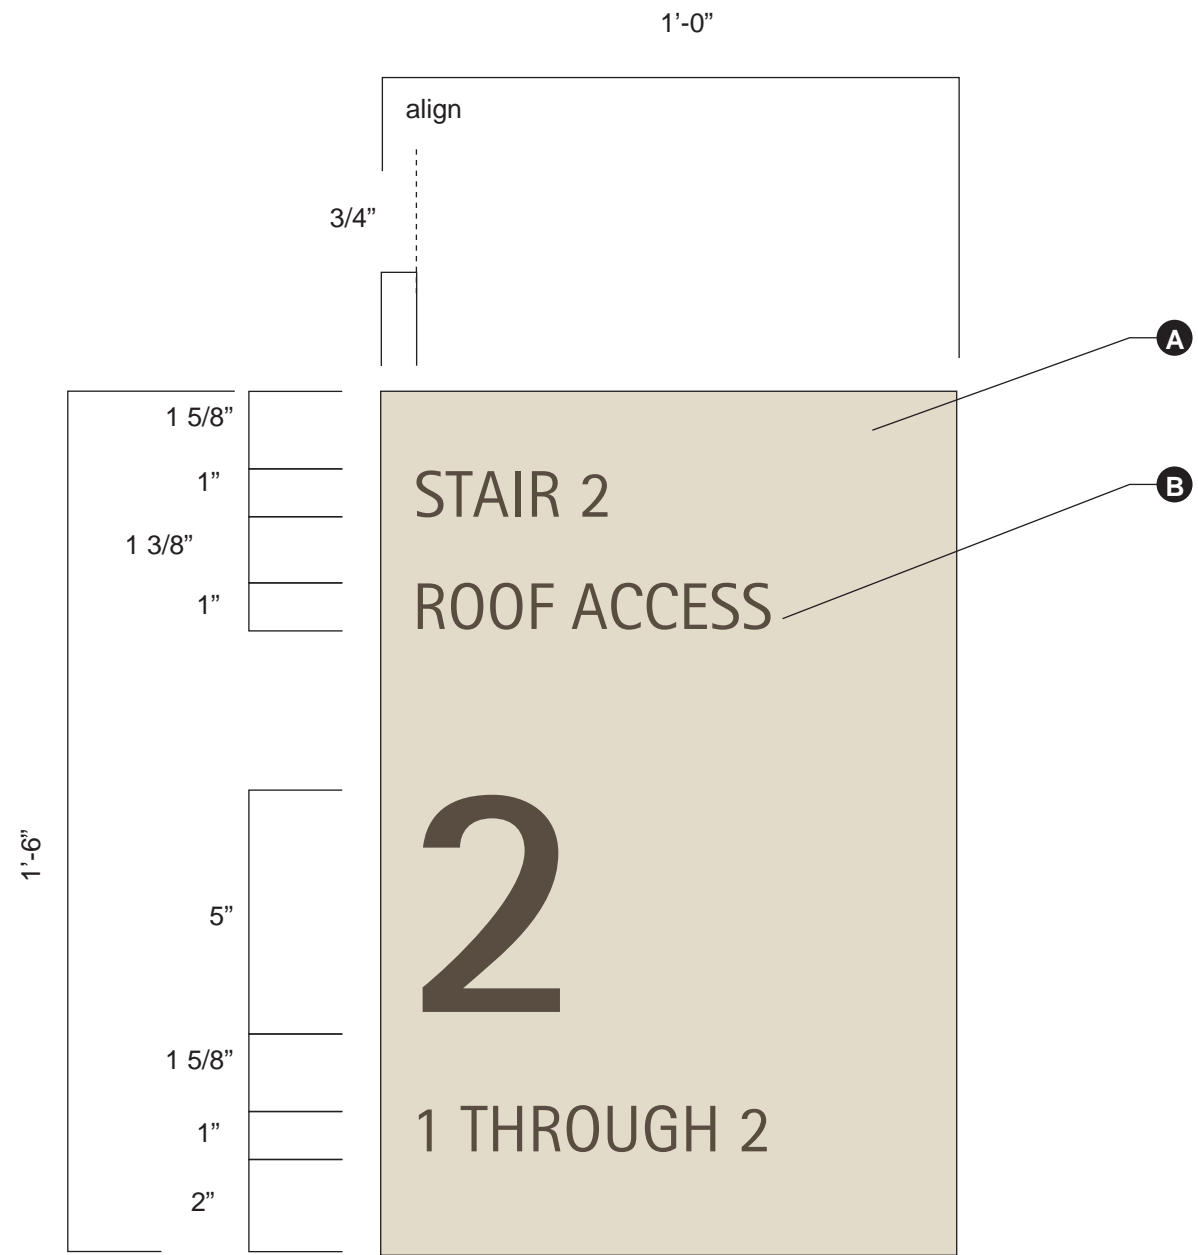 1’-0”
align
3/4”
A
1 5/8”
1”
STAIR 2
B
1 3/8”
1”
ROOF ACCESS
1’-6”
5”
2
1 5/8”
1”
1 THROUGH 2
2”